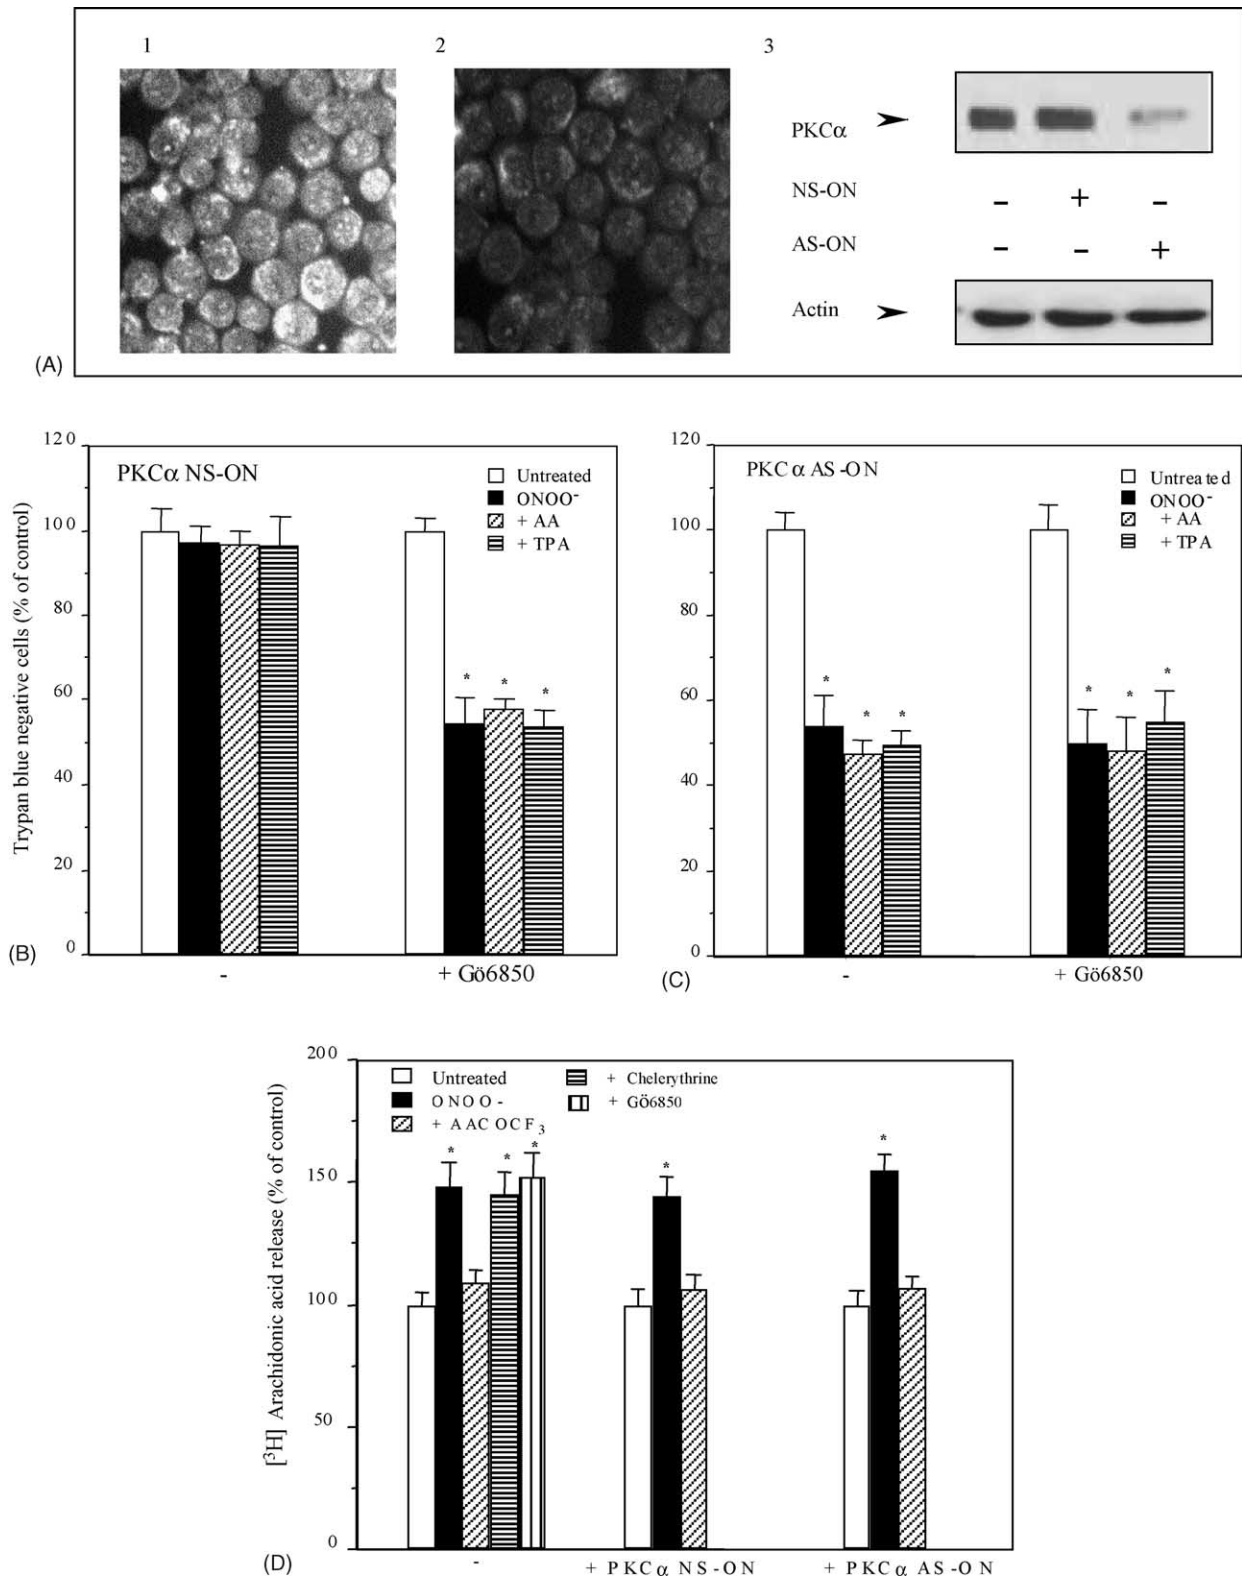 1
2
3
PKCα
NS-ON
- + -
AS-ON
- - +
Actin
(A)
120
100
80
60
40
20
0
Trypan blue negative cells (% of control)
PKCα NS-ON
Untreated
ONOO-
+ AA
+ TPA
* * *
-
+ Gö6850
(B)
120
100
80
60
40
20
0
PKCα AS-ON
Untreated
ONOO-
+ AA
+ TPA
* * *
* * *
-
+ Gö6850
(C)
200
150
100
50
0
[3H] Arachidonic acid release (% of control)
Untreated
ONOO-
+ AACOCF3
+ Chelerythrine
+ Gö6850
* * *
*
*
-
+ PKCα NS-ON
+ PKCα AS-ON
(D)